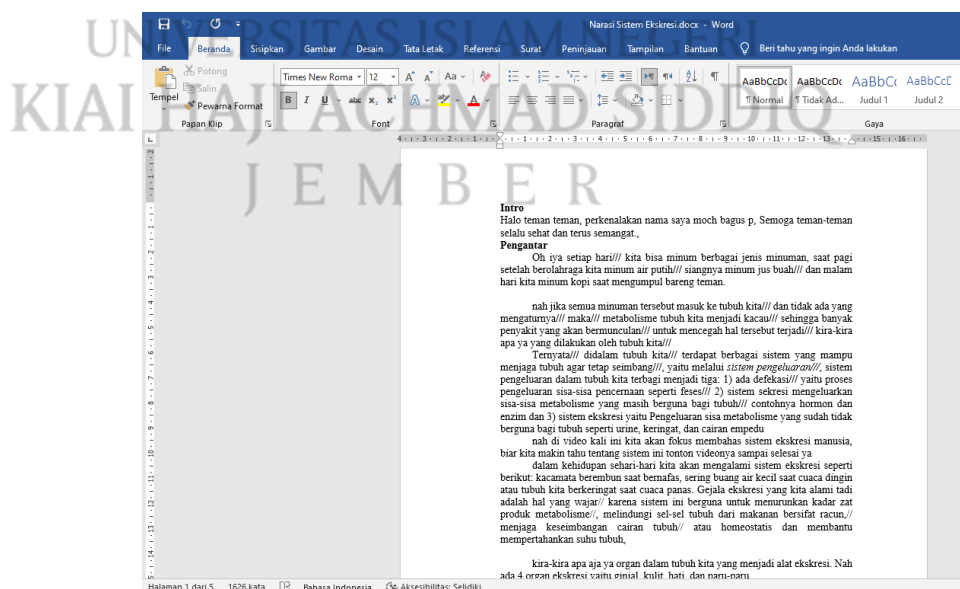 UNIVERSITAS ISLAM NEGERI
KIAI HAJI ACHMAD SIDDIQ
JEMBER
Narasi Sistem Ekskresi.docx - Word
File Beranda Sisipkan Gambar Desain Tata Letak Referensi Surat Peninjauan Tampilan Bantuan Beri tahu yang ingin Anda lakukan
Tempel
Potong
Salin
Pewarna Format
Papan Klip
Times New Roma 12
Font
Paragraf
AaBbCcDc AaBbCcDc AaBbCc AaBbCcE
¶ Normal ¶ Tidak Ad... Judul 1 Judul 2
Gaya
Intro
Halo teman teman, perkenalakan nama saya moch bagus p, Semoga teman-teman
selalu sehat dan terus semangat.,
Pengantar
Oh iya setiap hari/// kita bisa minum berbagai jenis minuman, saat pagi
setelah berolahraga kita minum air putih/// siangnya minum jus buah/// dan malam
hari kita minum kopi saat mengumpul bareng teman.
nah jika semua minuman tersebut masuk ke tubuh kita/// dan tidak ada yang
mengaturnya/// maka/// metabolisme tubuh kita menjadi kacau/// sehingga banyak
penyakit yang akan bermunculan/// untuk mencegah hal tersebut terjadi/// kira-kira
apa ya yang dilakukan oleh tubuh kita///
Ternyata/// didalam tubuh kita/// terdapat berbagai sistem yang mampu
menjaga tubuh agar tetap seimbang///, yaitu melalui sistem pengeluaran///, sistem
pengeluaran dalam tubuh kita terbagi menjadi tiga: 1) ada defekasi/// yaitu proses
pengeluaran sisa-sisa pencernaan seperti feses/// 2) sistem sekresi mengeluarkan
sisa-sisa metabolisme yang masih berguna bagi tubuh/// contohnya hormon dan
enzim dan 3) sistem ekskresi yaitu Pengeluaran sisa metabolisme yang sudah tidak
berguna bagi tubuh seperti urine, keringat, dan cairan empedu
nah di video kali ini kita akan fokus membahas sistem ekskresi manusia,
biar kita makin tahu tentang sistem ini tonton videonya sampai selesai ya
dalam kehidupan sehari-hari kita akan mengalami sistem ekskresi seperti
berikut: kacamata berembun saat bernafas, sering buang air kecil saat cuaca dingin
atau tubuh kita berkeringat saat cuaca panas. Gejala ekskresi yang kita alami tadi
adalah hal yang wajar// karena sistem ini berguna untuk menurunkan kadar zat
produk metabolisme//, melindungi sel-sel tubuh dari makanan bersifat racun,//
menjaga keseimbangan cairan tubuh// atau homeostatis dan membantu
mempertahankan suhu tubuh,
kira-kira apa aja ya organ dalam tubuh kita yang menjadi alat ekskresi. Nah
ada 4 organ ekskresi yaitu ginjal, kulit, hati, dan paru-paru
Halaman 1 dari 5 1626 kata Bahasa Indonesia Aksesibilitas: Selidiki